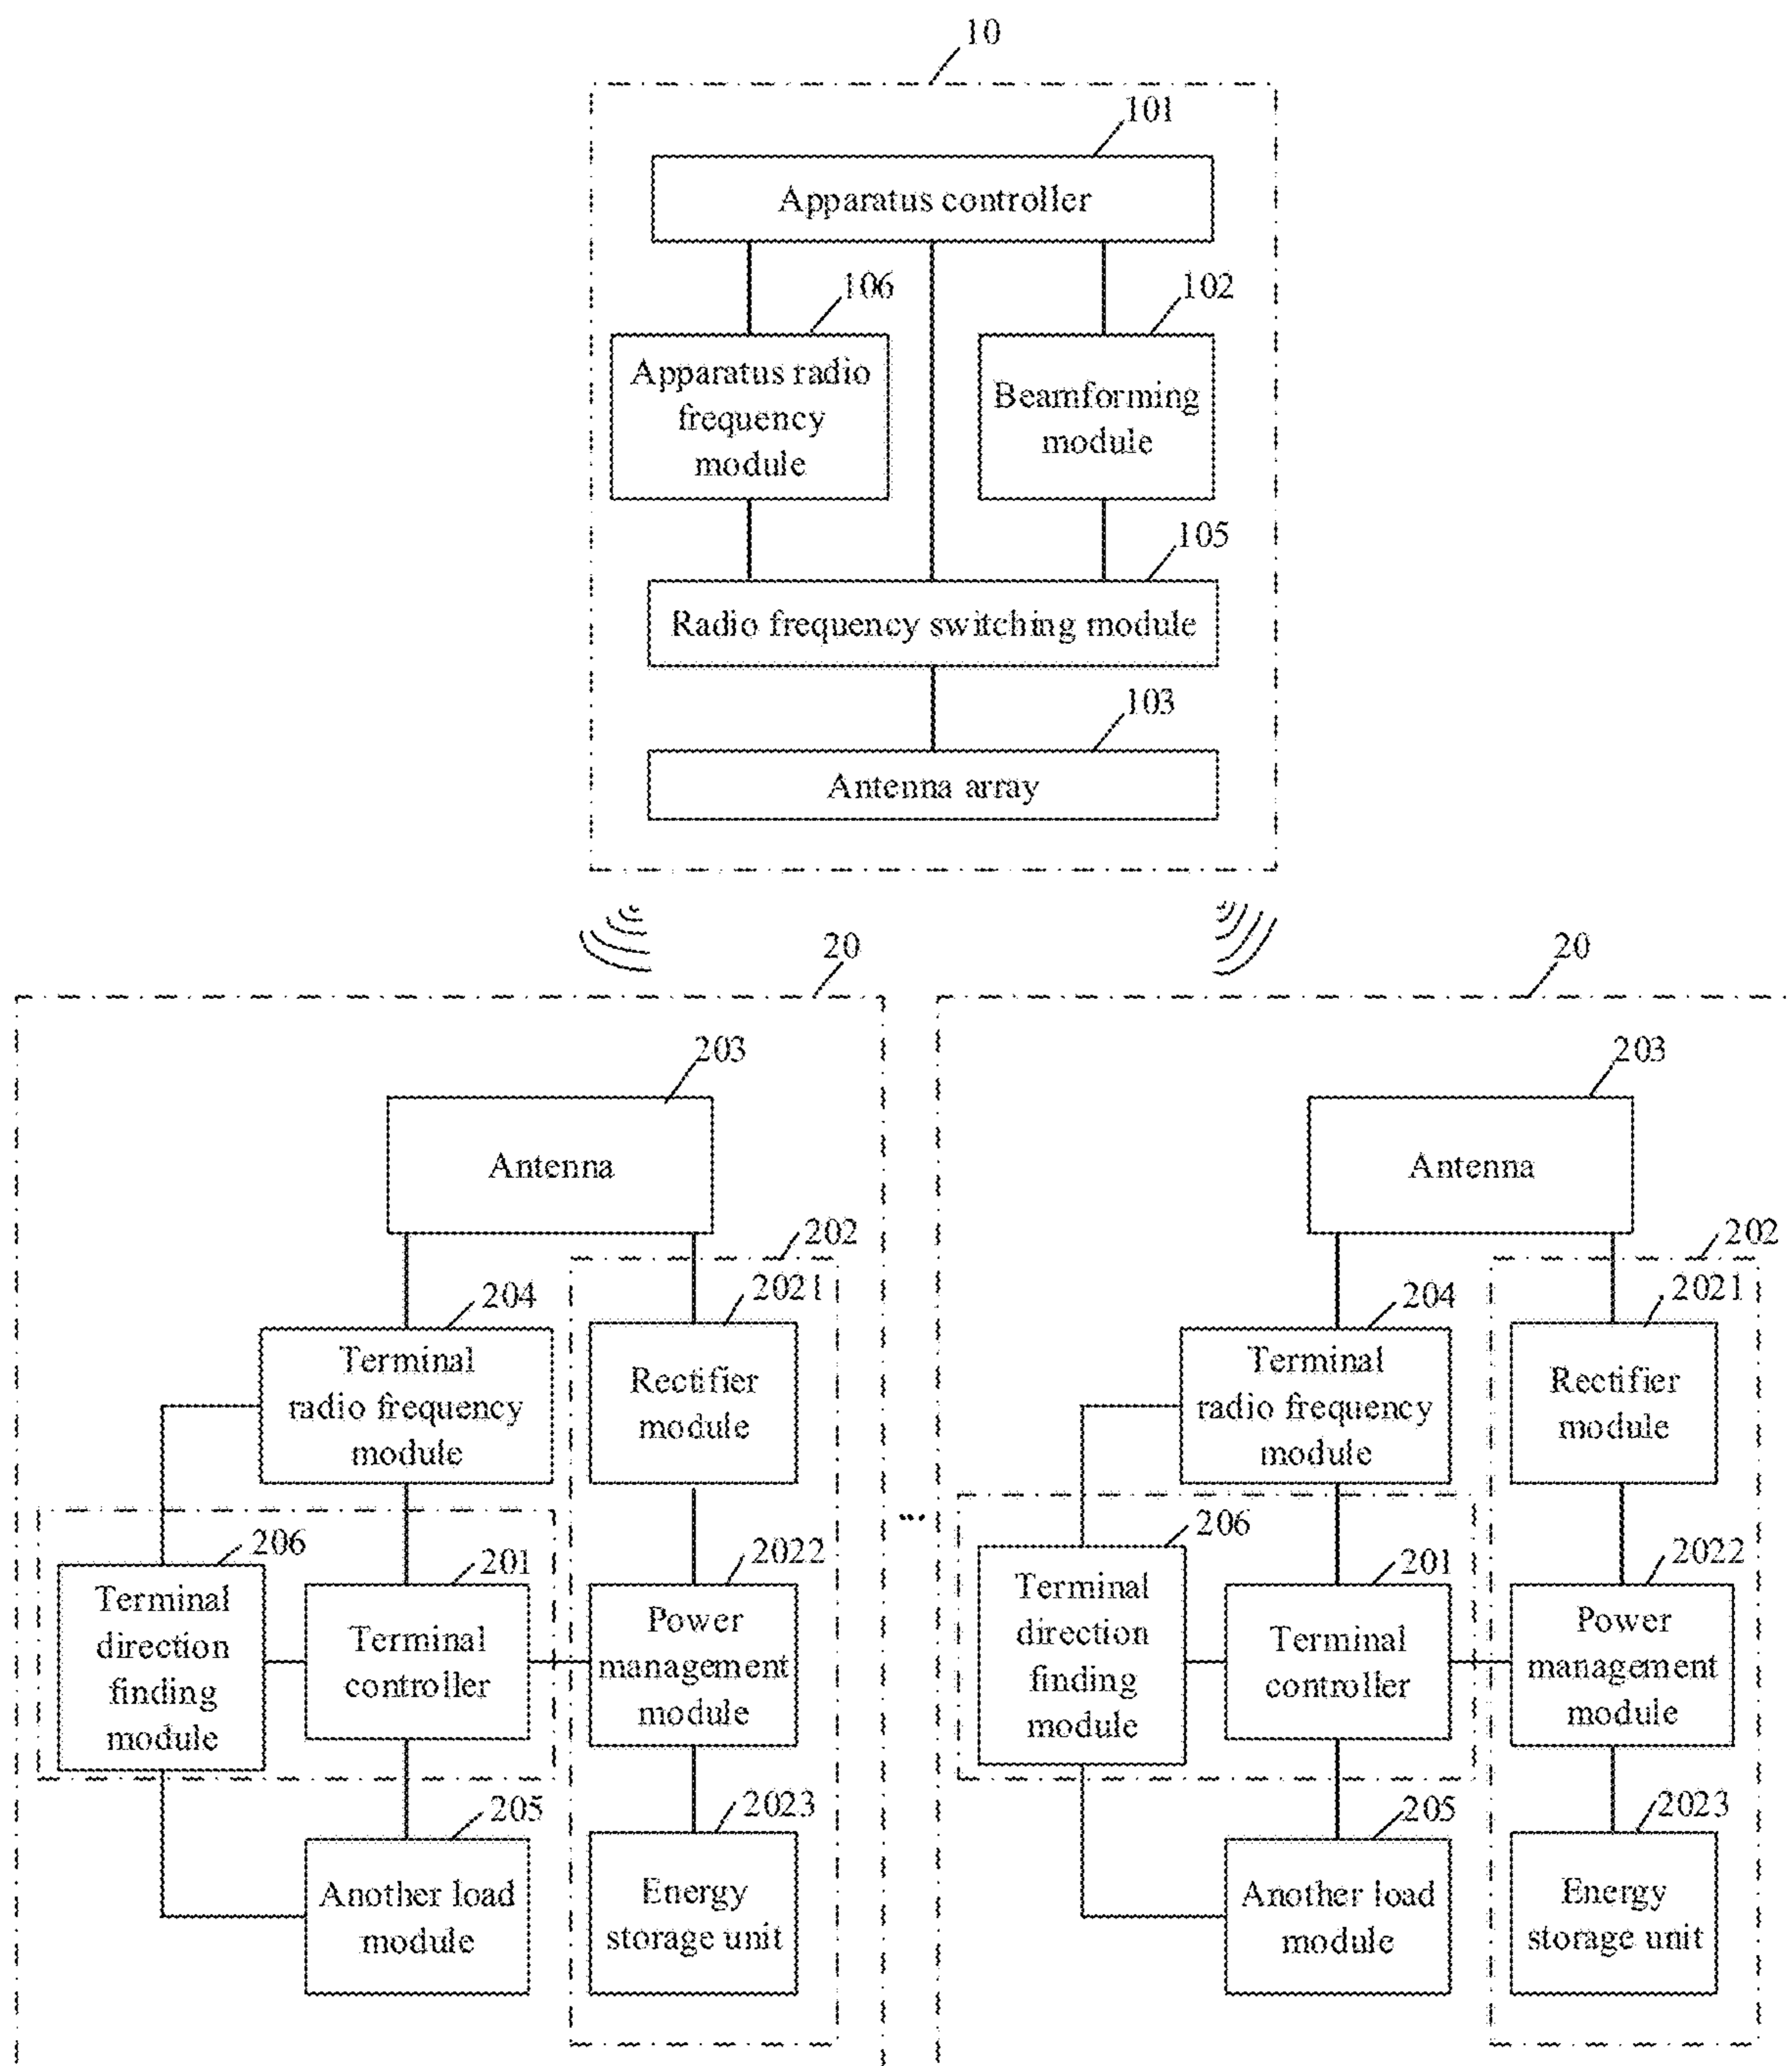 10
101
Apparatus controller
106
102
Apparatus radio
frequency
module
Beamforming
module
105
Radio frequency switching module
103
Antenna array
20
203
Antenna
202
204
2021
Terminal
radio frequency
module
Rectifier
module
206
201
2022
Terminal
direction
finding
module
Terminal
controller
Power
management
module
205
2023
Another load
module
Energy
storage unit
...
20
203
Antenna
202
204
2021
Terminal
radio frequency
module
Rectifier
module
206
201
2022
Terminal
direction
finding
module
Terminal
controller
Power
management
module
205
2023
Another load
module
Energy
storage unit